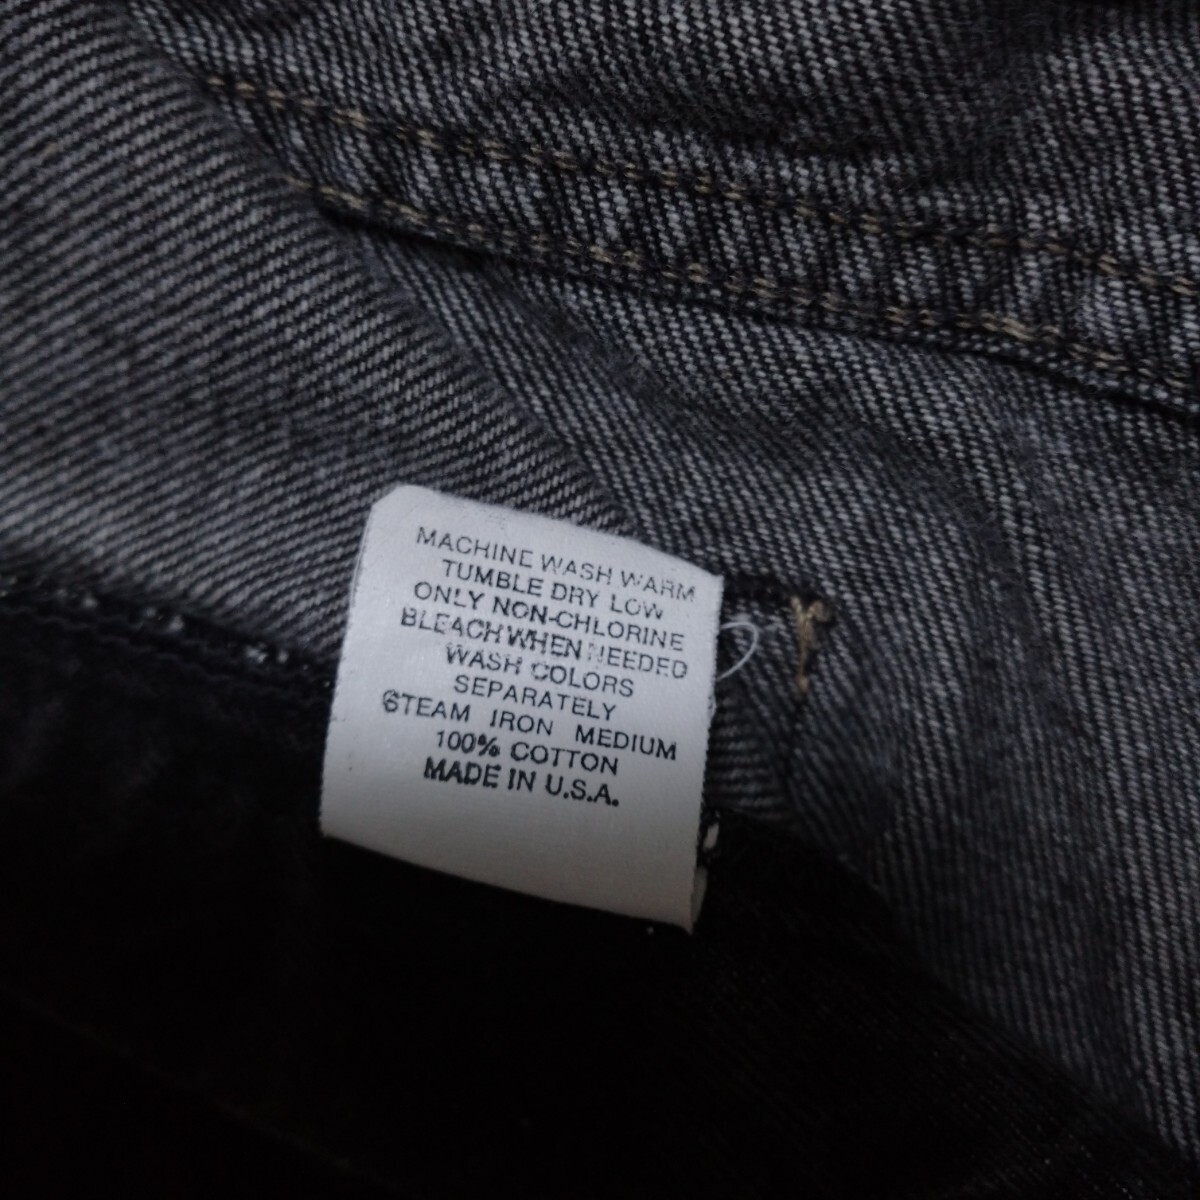 MACHINE WASH WARM
TUMBLE DRY LOW
ONLY NON-CHLORINE
BLEACH WHEN NEEDED
WASH COLORS
SEPARATELY
STEAM IRON MEDIUM
100% COTTON
MADE IN U.S.A.